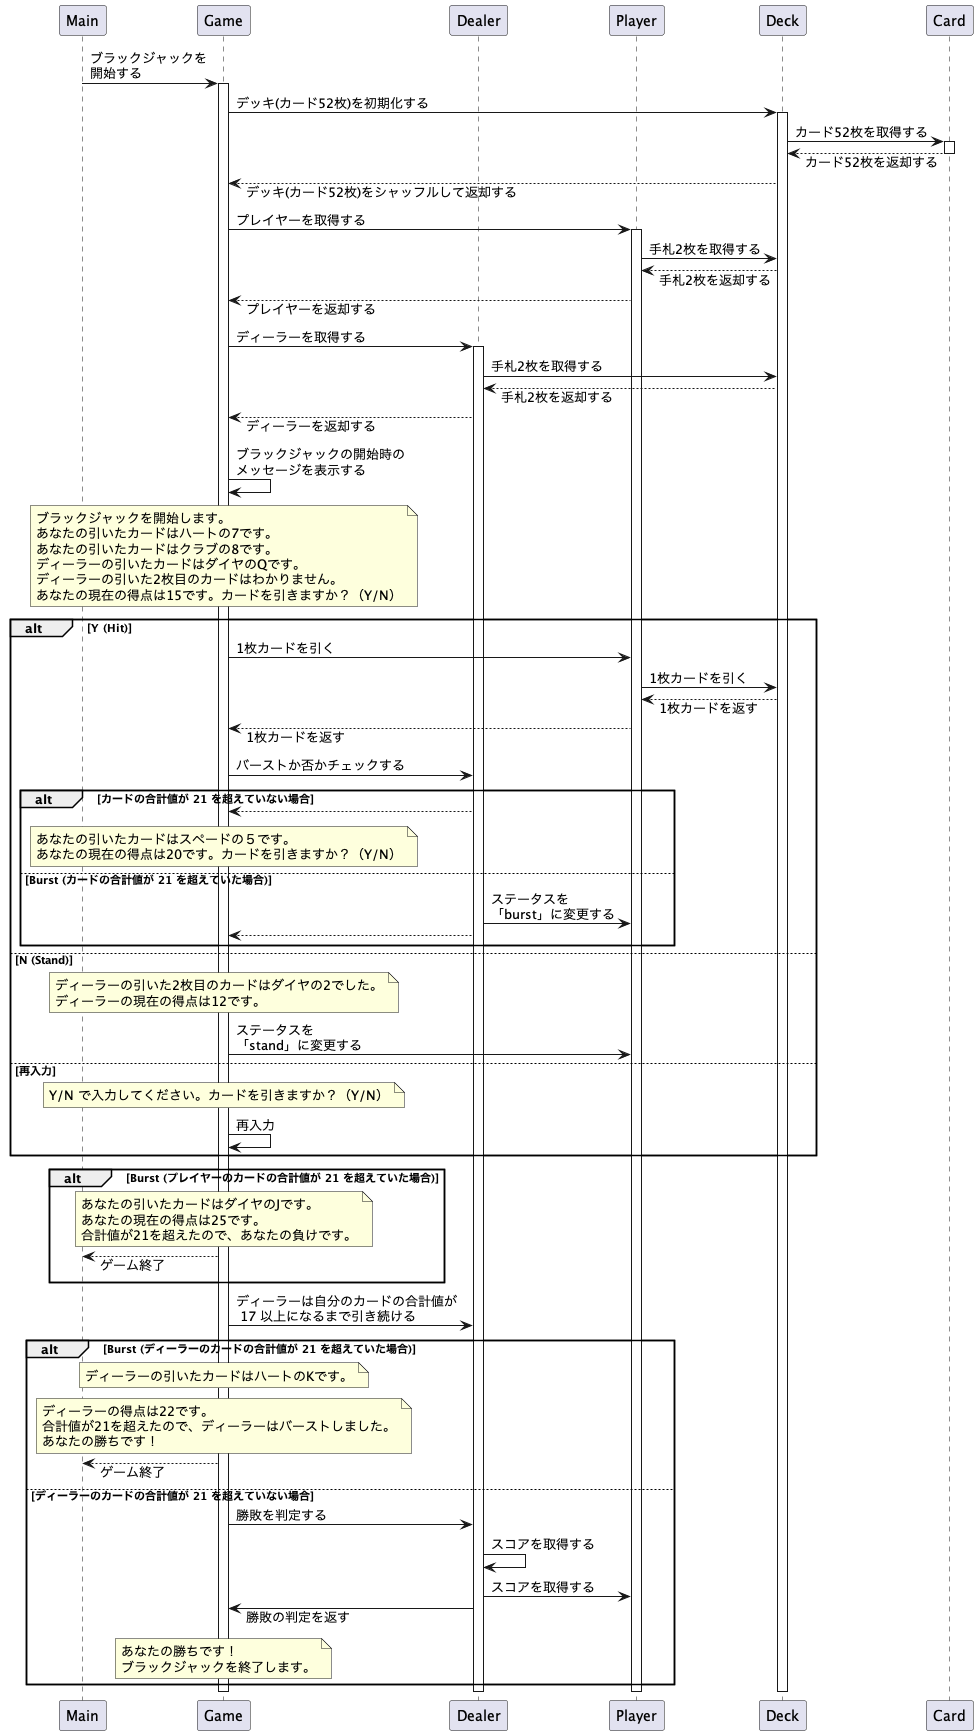 Main
Game
Dealer
Player
Deck
Card
ブラックジャックを
開始する
デッキ(カード52枚)を初期化する
カード52枚を取得する
カード52枚を返却する
デッキ(カード52枚)をシャッフルして返却する
プレイヤーを取得する
手札2枚を取得する
手札2枚を返却する
プレイヤーを返却する
ディーラーを取得する
手札2枚を取得する
手札2枚を返却する
ディーラーを返却する
ブラックジャックの開始時の
メッセージを表示する
ブラックジャックを開始します。
あなたの引いたカードはハートの7です。
あなたの引いたカードはクラブの8です。
ディーラーの引いたカードはダイヤのQです。
ディーラーの引いた2枚目のカードはわかりません。
あなたの現在の得点は15です。カードを引きますか？（Y/N）
alt [Y (Hit)]
1枚カードを引く
1枚カードを引く
1枚カードを返す
1枚カードを返す
バーストか否かチェックする
alt [カードの合計値が 21 を超えていない場合]
あなたの引いたカードはスペードの５です。
あなたの現在の得点は20です。カードを引きますか？（Y/N）
[Burst (カードの合計値が 21 を超えていた場合)]
ステータスを
「burst」に変更する
[N (Stand)]
ディーラーの引いた2枚目のカードはダイヤの2でした。
ディーラーの現在の得点は12です。
ステータスを
「stand」に変更する
[再入力]
Y/N で入力してください。カードを引きますか？（Y/N）
再入力
alt [Burst (プレイヤーのカードの合計値が 21 を超えていた場合)]
あなたの引いたカードはダイヤのJです。
あなたの現在の得点は25です。
合計値が21を超えたので、あなたの負けです。
ゲーム終了
ディーラーは自分のカードの合計値が
17 以上になるまで引き続ける
alt [Burst (ディーラーのカードの合計値が 21 を超えていた場合)]
ディーラーの引いたカードはハートのKです。
ディーラーの得点は22です。
合計値が21を超えたので、ディーラーはバーストしました。
あなたの勝ちです！
ゲーム終了
[ディーラーのカードの合計値が 21 を超えていない場合]
勝敗を判定する
スコアを取得する
スコアを取得する
勝敗の判定を返す
あなたの勝ちです！
ブラックジャックを終了します。
Main
Game
Dealer
Player
Deck
Card